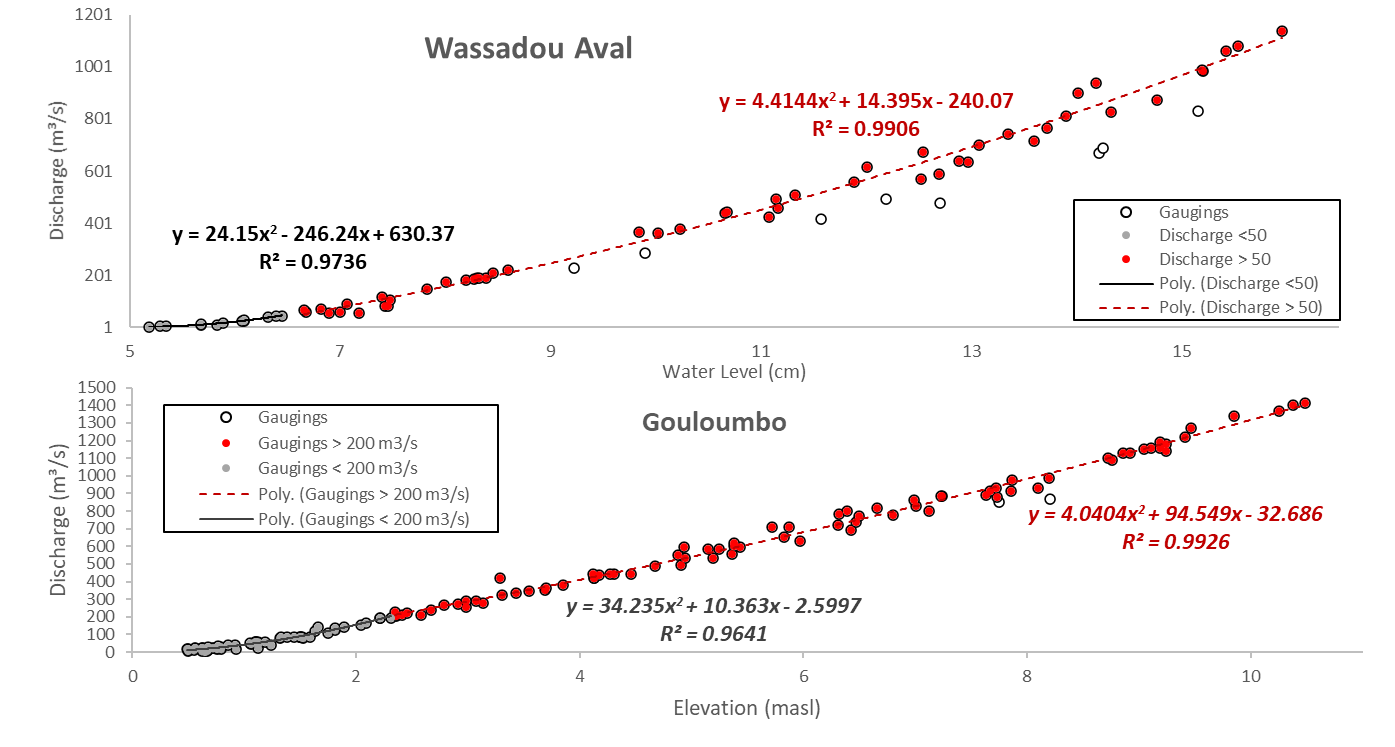 Wassadou Aval
1201
1001
801
601
401
201
1
Discharge (m³/s)
y = 4.4144x² + 14.395x - 240.07
R² = 0.9906
y = 24.15x² - 246.24x + 630.37
R² = 0.9736
Gaugings
Discharge <50
Discharge > 50
Poly. (Discharge <50)
Poly. (Discharge > 50)
5 7 9 11 13 15
Water Level (cm)
Gouloumbo
1500
1400
1300
1200
1100
1000
900
800
700
600
500
400
300
200
100
0
Discharge (m³/s)
Gaugings
Gaugings > 200 m3/s
Gaugings < 200 m3/s
Poly. (Gaugings > 200 m3/s)
Poly. (Gaugings < 200 m3/s)
y = 4.0404x² + 94.549x - 32.686
R² = 0.9926
y = 34.235x² + 10.363x - 2.5997
R² = 0.9641
0 2 4 6 8 10
Elevation (masl)